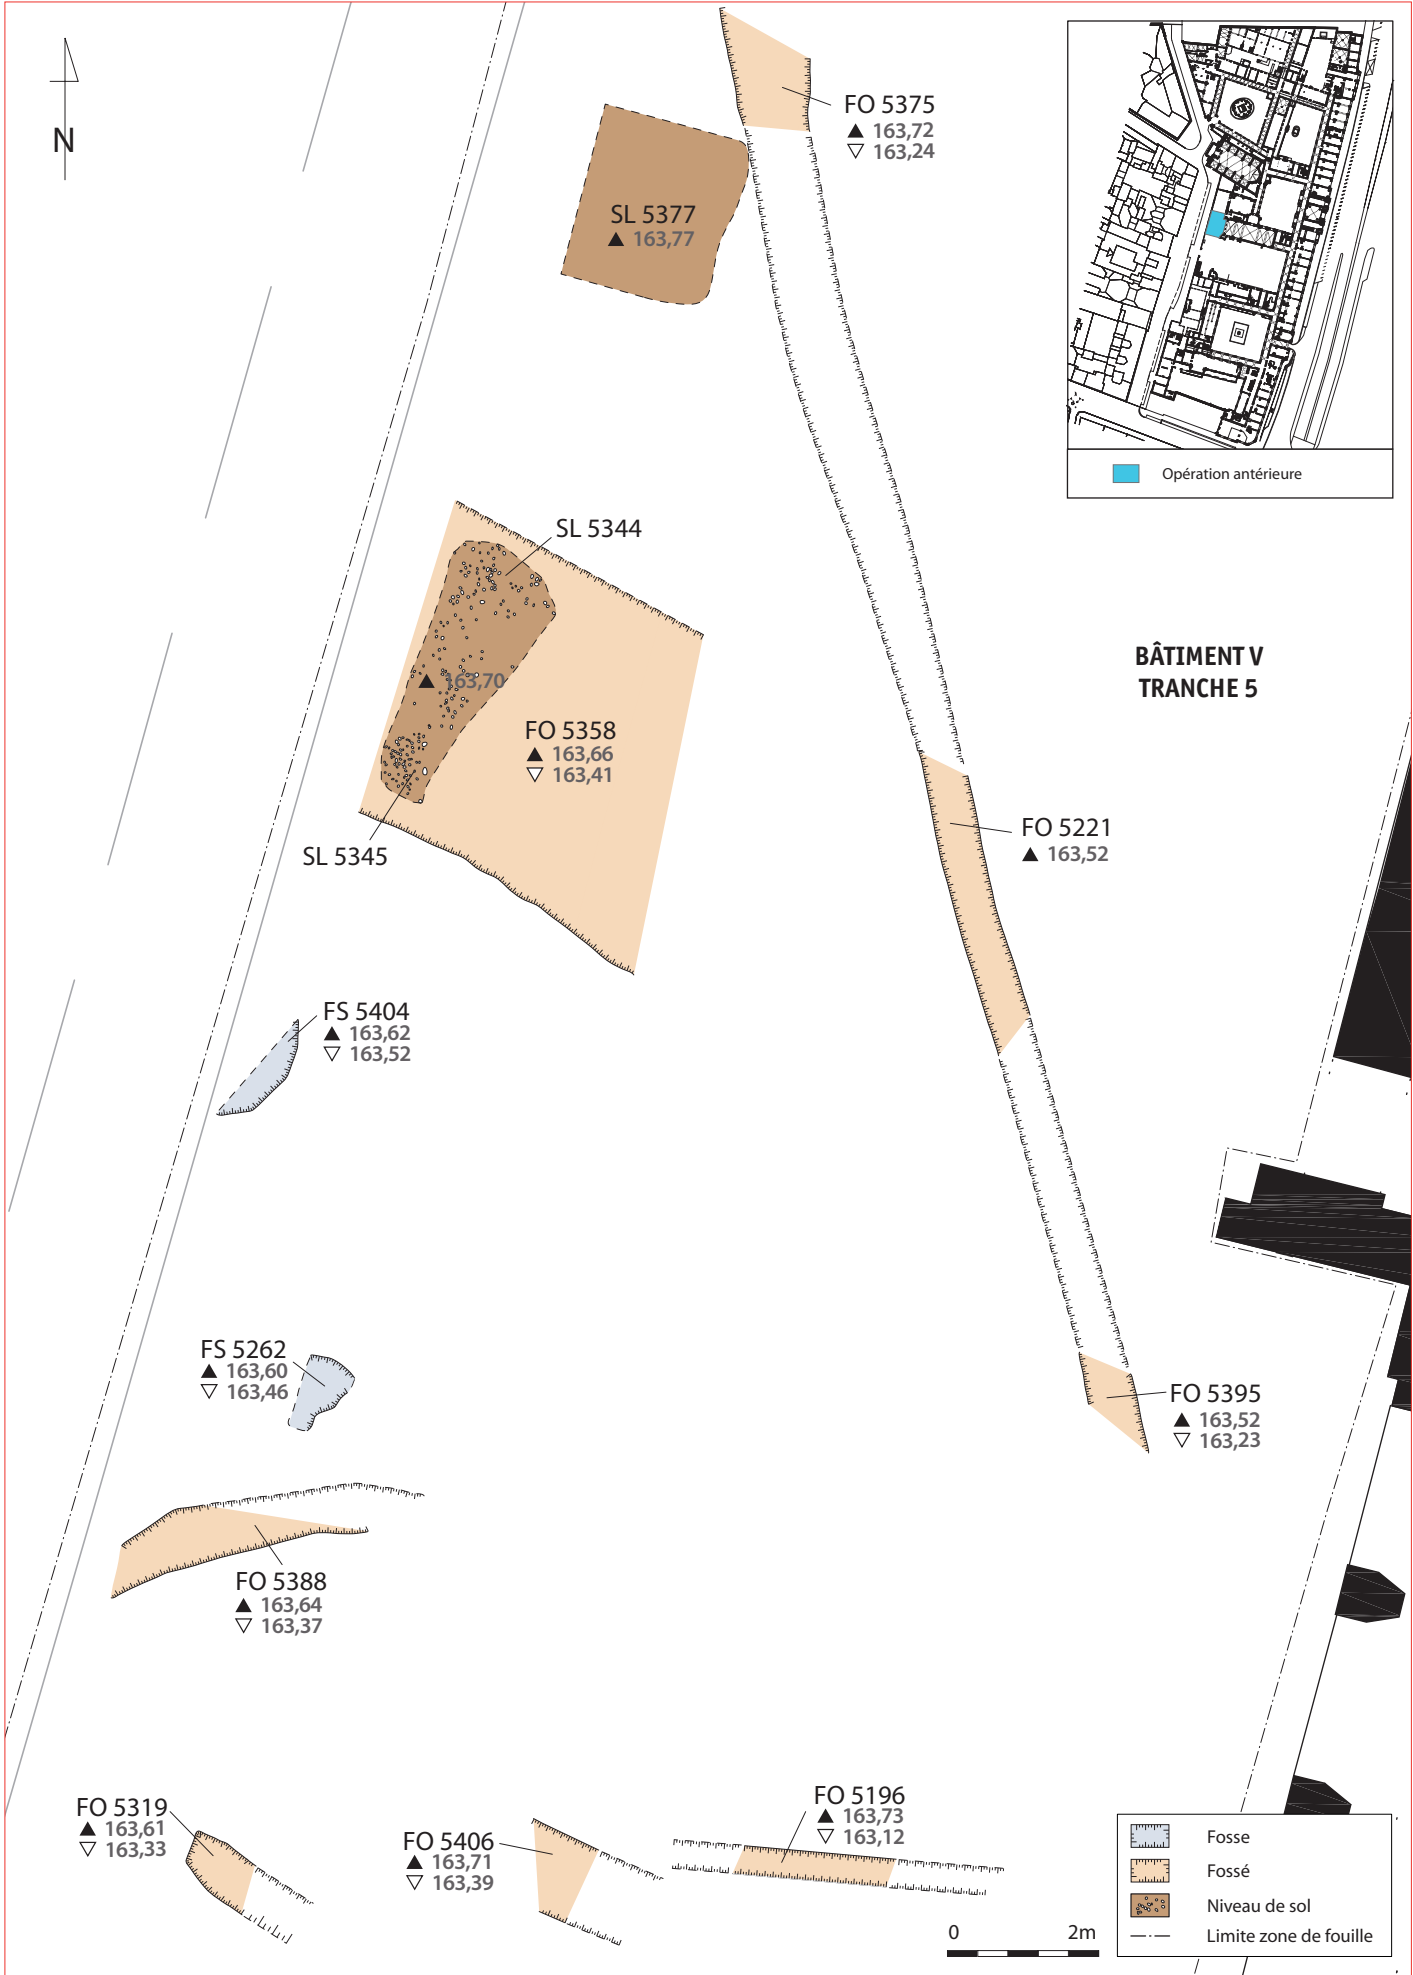 N
FO 5375
▲ 163,72
▽ 163,24
SL 5377
▲ 163,77
Opération antérieure
SL 5344
▲ 163,70
FO 5358
▲ 163,66
▽ 163,41
SL 5345
BÂTIMENT V
TRANCHE 5
FO 5221
▲ 163,52
FS 5404
▲ 163,62
▽ 163,52
FS 5262
▲ 163,60
▽ 163,46
FO 5395
▲ 163,52
▽ 163,23
FO 5388
▲ 163,64
▽ 163,37
FO 5319
▲ 163,61
▽ 163,33
FO 5406
▲ 163,71
▽ 163,39
FO 5196
▲ 163,73
▽ 163,12
0 2m
Fosse
Fossé
Niveau de sol
Limite zone de fouille